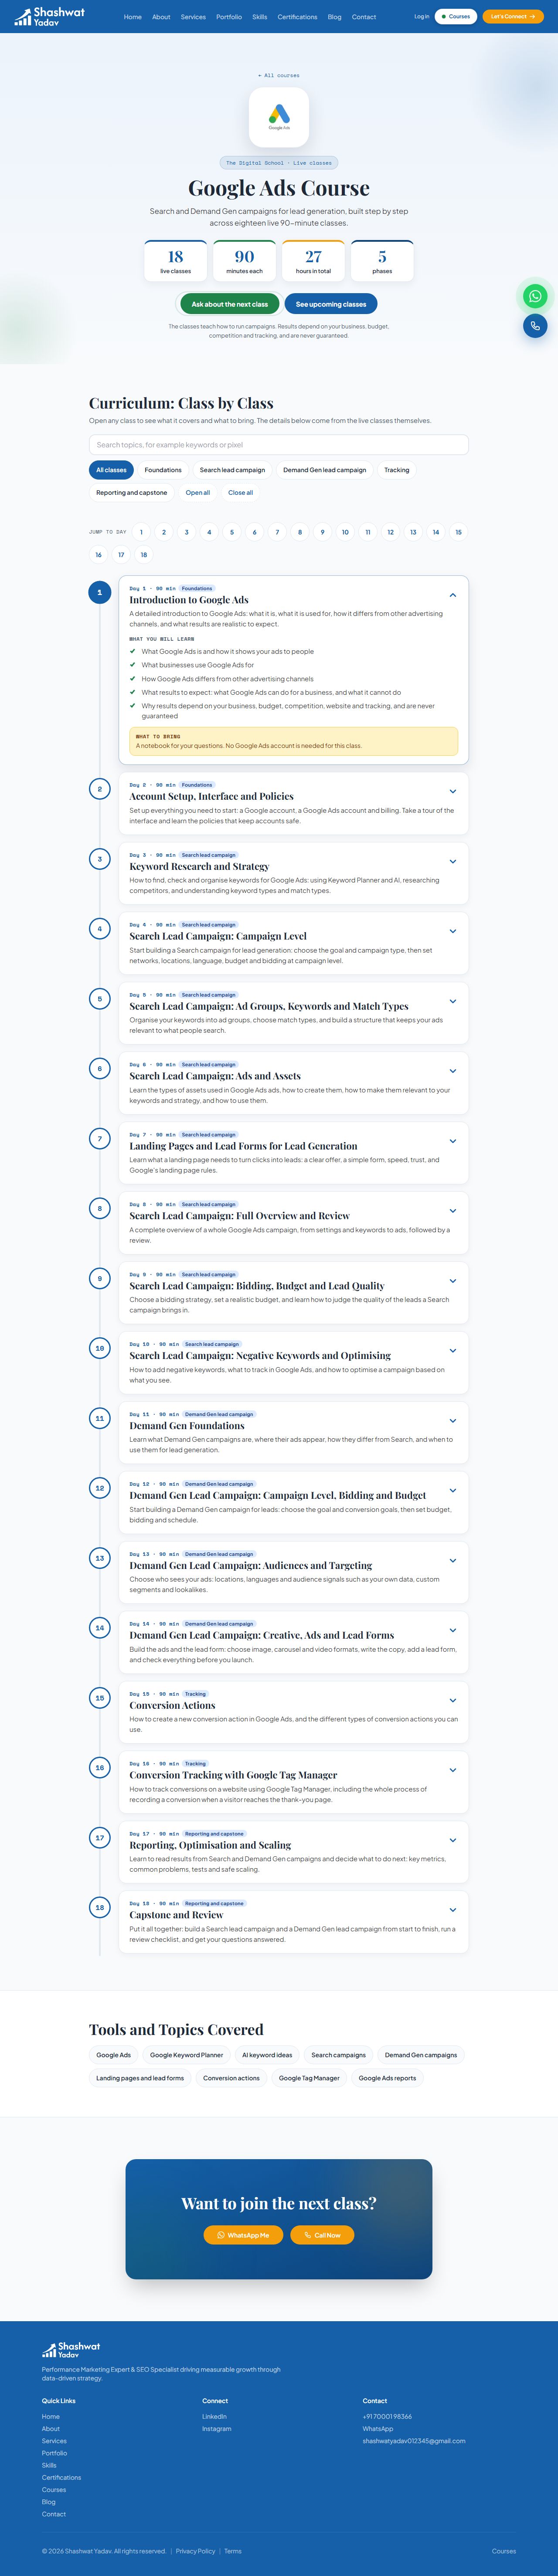 Shashwat
Yadav
Home About Services Portfolio Skills Certifications Blog Contact
Log in
Courses
Let's Connect →
← All courses
Google Ads
The Digital School · Live classes
Google Ads Course
Search and Demand Gen campaigns for lead generation, built step by step
across eighteen live 90-minute classes.
18
live classes
90
minutes each
27
hours in total
5
phases
Ask about the next class
See upcoming classes
The classes teach how to run campaigns. Results depend on your business, budget,
competition and tracking, and are never guaranteed.
Curriculum: Class by Class
Open any class to see what it covers and what to bring. The details below come from the live classes themselves.
Search topics, for example keywords or pixel
All classes Foundations Search lead campaign Demand Gen lead campaign Tracking
Reporting and capstone Open all Close all
JUMP TO DAY 1 2 3 4 5 6 7 8 9 10 11 12 13 14 15
16 17 18
1
Day 1 · 90 min Foundations
Introduction to Google Ads
A detailed introduction to Google Ads: what it is, what it is used for, how it differs from other advertising
channels, and what results are realistic to expect.
WHAT YOU WILL LEARN
What Google Ads is and how it shows your ads to people
What businesses use Google Ads for
How Google Ads differs from other advertising channels
What results to expect: what Google Ads can do for a business, and what it cannot do
Why results depend on your business, budget, competition, website and tracking, and are never
guaranteed
WHAT TO BRING
A notebook for your questions. No Google Ads account is needed for this class.
2
Day 2 · 90 min Foundations
Account Setup, Interface and Policies
Set up everything you need to start: a Google account, a Google Ads account and billing. Take a tour of the
interface and learn the policies that keep accounts safe.
3
Day 3 · 90 min Search lead campaign
Keyword Research and Strategy
How to find, check and organise keywords for Google Ads: using Keyword Planner and AI, researching
competitors, and understanding keyword types and match types.
4
Day 4 · 90 min Search lead campaign
Search Lead Campaign: Campaign Level
Start building a Search campaign for lead generation: choose the goal and campaign type, then set
networks, locations, language, budget and bidding at campaign level.
5
Day 5 · 90 min Search lead campaign
Search Lead Campaign: Ad Groups, Keywords and Match Types
Organise your keywords into ad groups, choose match types, and build a structure that keeps your ads
relevant to what people search.
6
Day 6 · 90 min Search lead campaign
Search Lead Campaign: Ads and Assets
Learn the types of assets used in Google Ads ads, how to create them, how to make them relevant to your
keywords and strategy, and how to use them.
7
Day 7 · 90 min Search lead campaign
Landing Pages and Lead Forms for Lead Generation
Learn what a landing page needs to turn clicks into leads: a clear offer, a simple form, speed, trust, and
Google's landing page rules.
8
Day 8 · 90 min Search lead campaign
Search Lead Campaign: Full Overview and Review
A complete overview of a whole Google Ads campaign, from settings and keywords to ads, followed by a
review.
9
Day 9 · 90 min Search lead campaign
Search Lead Campaign: Bidding, Budget and Lead Quality
Choose a bidding strategy, set a realistic budget, and learn how to judge the quality of the leads a Search
campaign brings in.
10
Day 10 · 90 min Search lead campaign
Search Lead Campaign: Negative Keywords and Optimising
How to add negative keywords, what to track in Google Ads, and how to optimise a campaign based on
what you see.
11
Day 11 · 90 min Demand Gen lead campaign
Demand Gen Foundations
Learn what Demand Gen campaigns are, where their ads appear, how they differ from Search, and when to
use them for lead generation.
12
Day 12 · 90 min Demand Gen lead campaign
Demand Gen Lead Campaign: Campaign Level, Bidding and Budget
Start building a Demand Gen campaign for leads: choose the goal and conversion goals, then set budget,
bidding and schedule.
13
Day 13 · 90 min Demand Gen lead campaign
Demand Gen Lead Campaign: Audiences and Targeting
Choose who sees your ads: locations, languages and audience signals such as your own data, custom
segments and lookalikes.
14
Day 14 · 90 min Demand Gen lead campaign
Demand Gen Lead Campaign: Creative, Ads and Lead Forms
Build the ads and the lead form: choose image, carousel and video formats, write the copy, add a lead form,
and check everything before you launch.
15
Day 15 · 90 min Tracking
Conversion Actions
How to create a new conversion action in Google Ads, and the different types of conversion actions you can
use.
16
Day 16 · 90 min Tracking
Conversion Tracking with Google Tag Manager
How to track conversions on a website using Google Tag Manager, including the whole process of
recording a conversion when a visitor reaches the thank-you page.
17
Day 17 · 90 min Reporting and capstone
Reporting, Optimisation and Scaling
Learn to read results from Search and Demand Gen campaigns and decide what to do next: key metrics,
common problems, tests and safe scaling.
18
Day 18 · 90 min Reporting and capstone
Capstone and Review
Put it all together: build a Search lead campaign and a Demand Gen lead campaign from start to finish, run a
review checklist, and get your questions answered.
Tools and Topics Covered
Google Ads Google Keyword Planner AI keyword ideas Search campaigns Demand Gen campaigns
Landing pages and lead forms Conversion actions Google Tag Manager Google Ads reports
Want to join the next class?
WhatsApp Me Call Now
Shashwat
Yadav
Performance Marketing Expert & SEO Specialist driving measurable growth through
data-driven strategy.
Quick Links
Home
About
Services
Portfolio
Skills
Certifications
Courses
Blog
Contact
Connect
LinkedIn
Instagram
Contact
+91 70001 98366
WhatsApp
shashwatyadav012345@gmail.com
© 2026 Shashwat Yadav. All rights reserved. | Privacy Policy | Terms
Courses